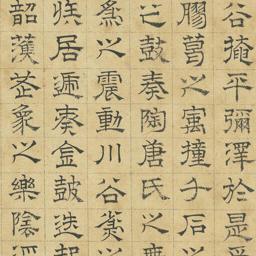 谷掩平彌澤於是乎
膠葛之寓撞千石之
之鼓奏陶唐氏之舞
為之震動川谷為之
族居遞奏金鼓迭起
韶濩武象之樂陰淫